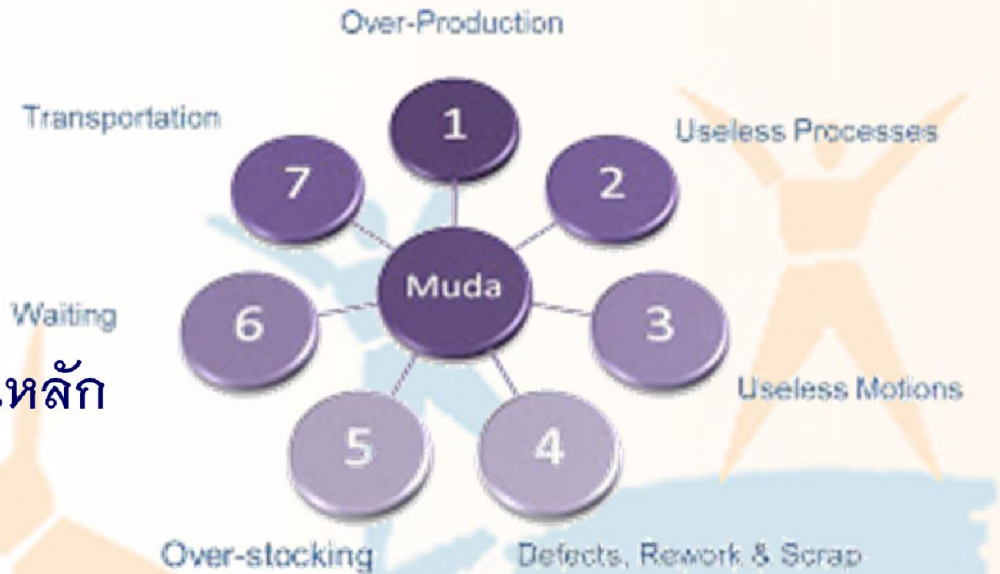 Over-Production
Transportation
1
Useless Processes
7
2
Muda
Waiting
6
3
หลัก
Useless Motions
5
4
Over-stocking
Defects, Rework & Scrap